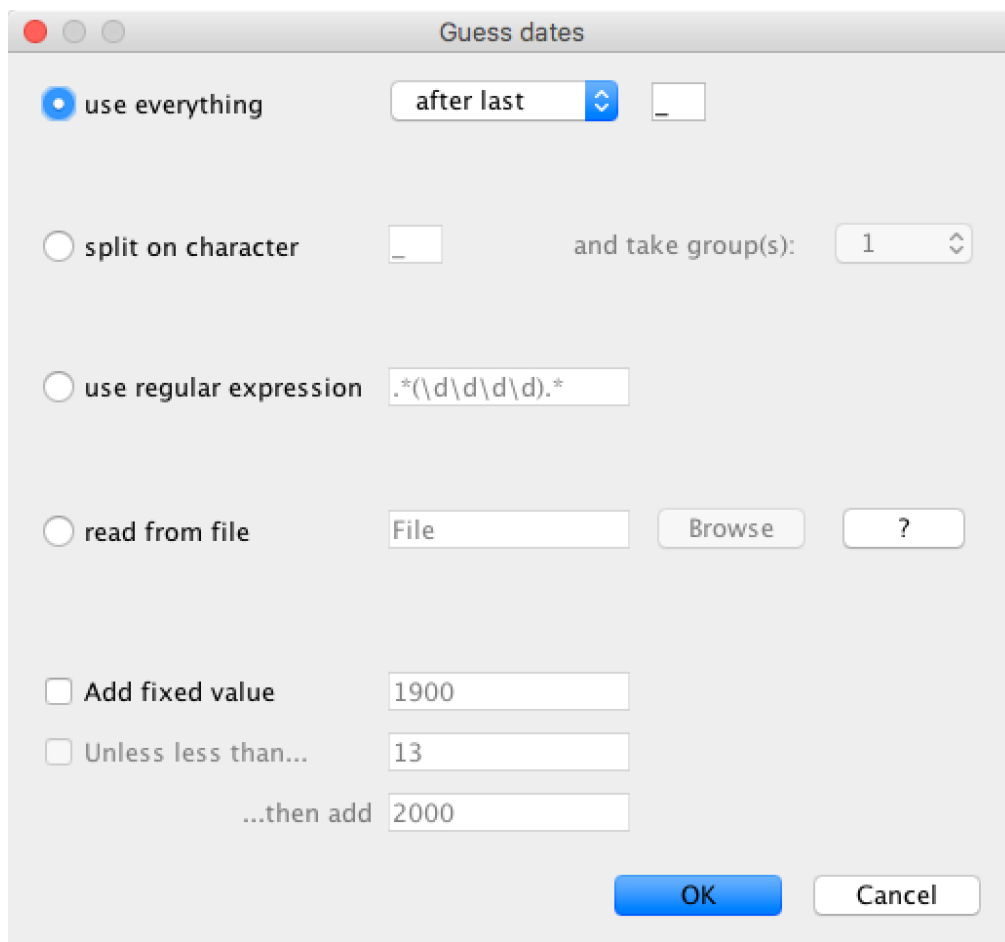 Guess dates
use everything after last _
split on character _ and take group(s): 1
use regular expression .*(\d\d\d\d).*
read from file File Browse ?
Add fixed value 1900
Unless less than... 13
...then add 2000
OK Cancel